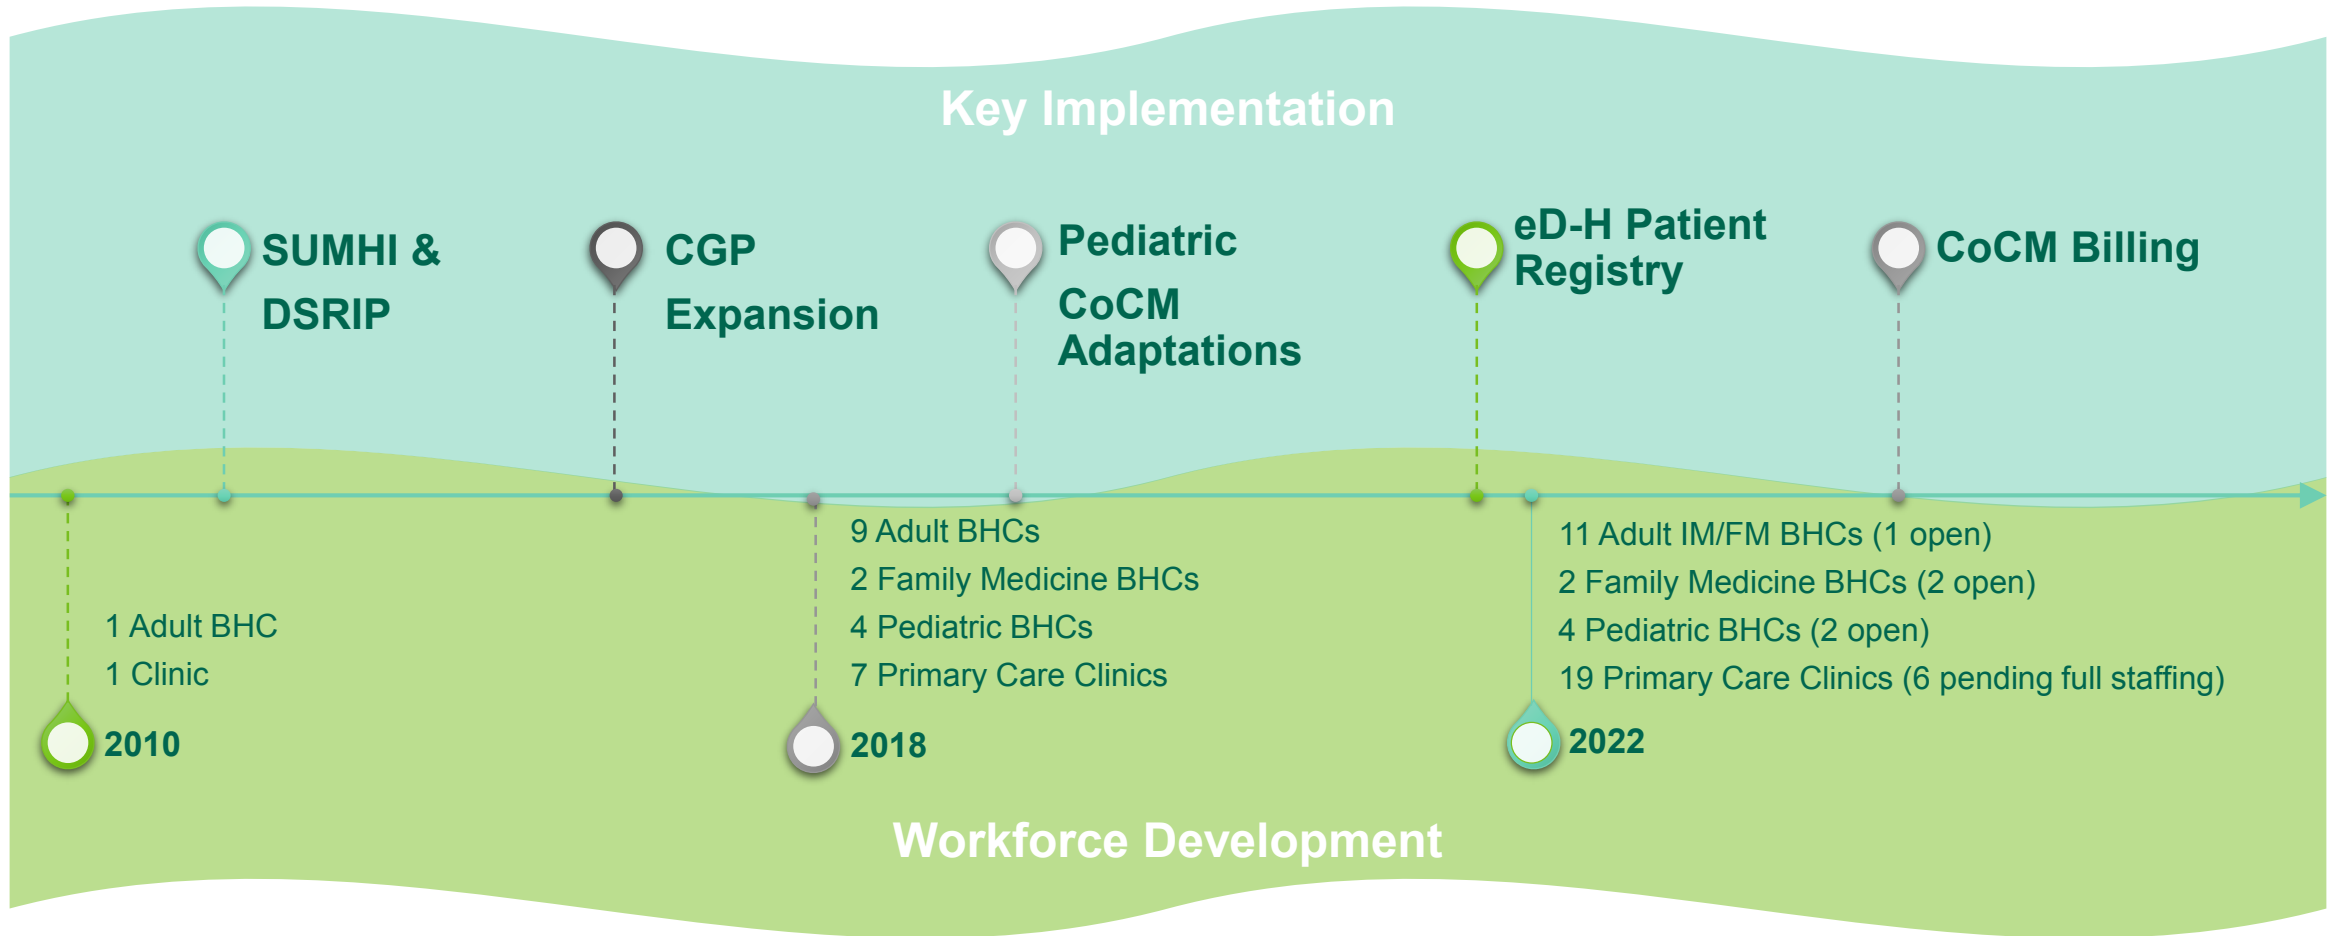 Key Implementation
SUMHI &
DSRIP
CGP
Expansion
Pediatric
CoCM
Adaptations
eD-H Patient
Registry
CoCM Billing
1 Adult BHC
1 Clinic
2010
9 Adult BHCs
2 Family Medicine BHCs
4 Pediatric BHCs
7 Primary Care Clinics
2018
11 Adult IM/FM BHCs (1 open)
2 Family Medicine BHCs (2 open)
4 Pediatric BHCs (2 open)
19 Primary Care Clinics (6 pending full staffing)
2022
Workforce Development